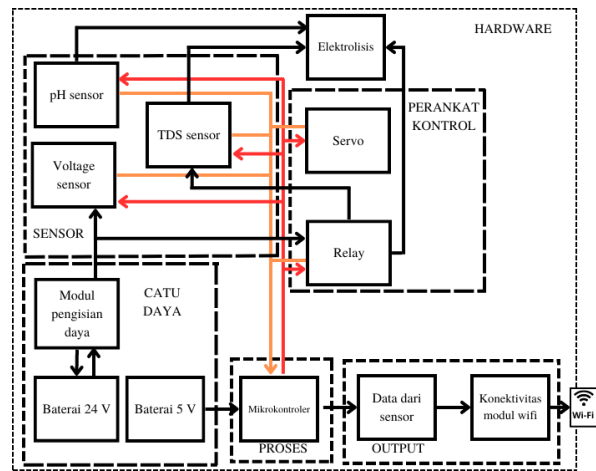 HARDWARE
Elektrolisis
pH sensor
TDS sensor
Voltage
sensor
SENSOR
PERANKAT
KONTROL
Servo
Relay
CATU
DAYA
Modul
pengisian
daya
Baterai 24 V
Baterai 5 V
Mikrokontroler
PROSES
Data dari
sensor
Konektivitas
modul wifi
OUTPUT
Wi-Fi